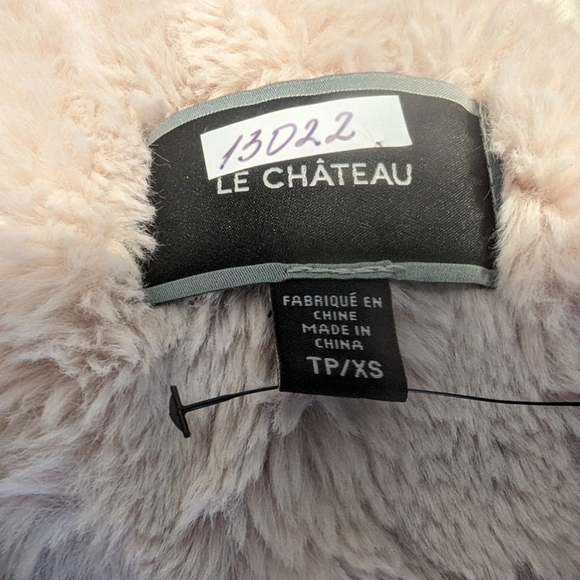 13022
LE CHÂTEAU
FABRIQUÉ EN
CHINE
MADE IN
CHINA
TP/XS